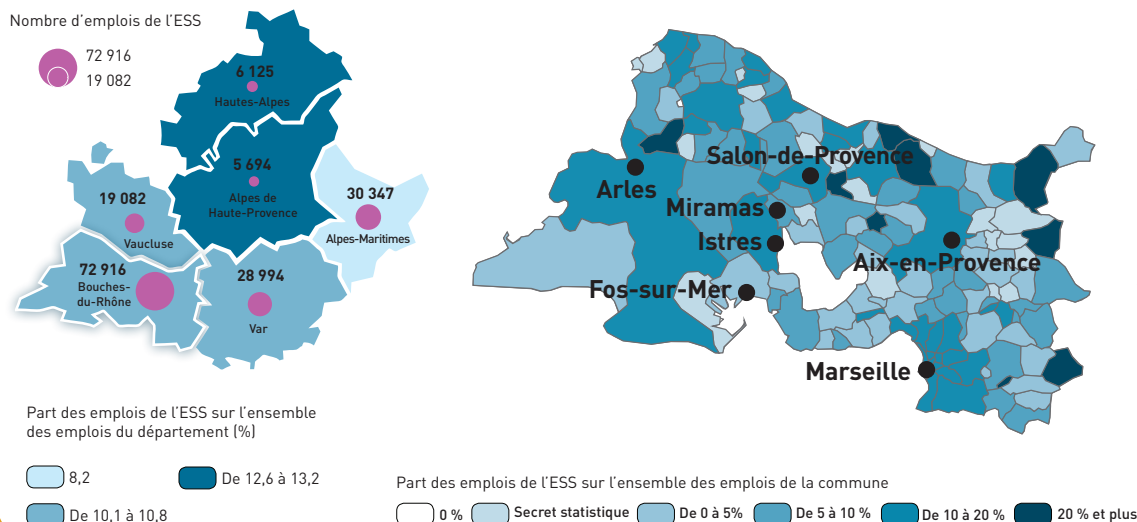 Nombre d'emplois de l'ESS
72 916
19 082
6 125
Hautes-Alpes
5 694
Alpes de
Haute-Provence
19 082
Vaucluse
30 347
Alpes-Maritimes
72 916
Bouches-
du-Rhône
28 994
Var
Part des emplois de l'ESS sur l'ensemble
des emplois du département (%)
8,2
De 12,6 à 13,2
De 10,1 à 10,8
Salon-de-Provence
Arles
Miramas
Istres
Aix-en-Provence
Fos-sur-Mer
Marseille
Part des emplois de l'ESS sur l'ensemble des emplois de la commune
0 %
Secret statistique
De 0 à 5%
De 5 à 10 %
De 10 à 20 %
20 % et plus